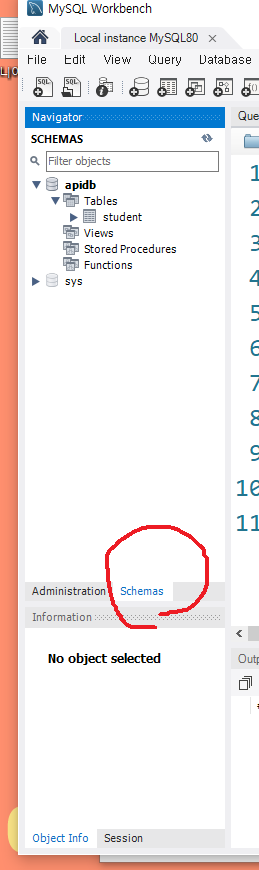 MySQL Workbench
Local instance MySQL80
File Edit View Query Database
SQL SQL
Navigator Que
SCHEMAS
Filter objects
apidb
Tables
student
Views
Stored Procedures
Functions
sys
1
2
3
4
5
6
7
8
9
10
11
Administration Schemas
Information
No object selected
Outp
Object Info Session